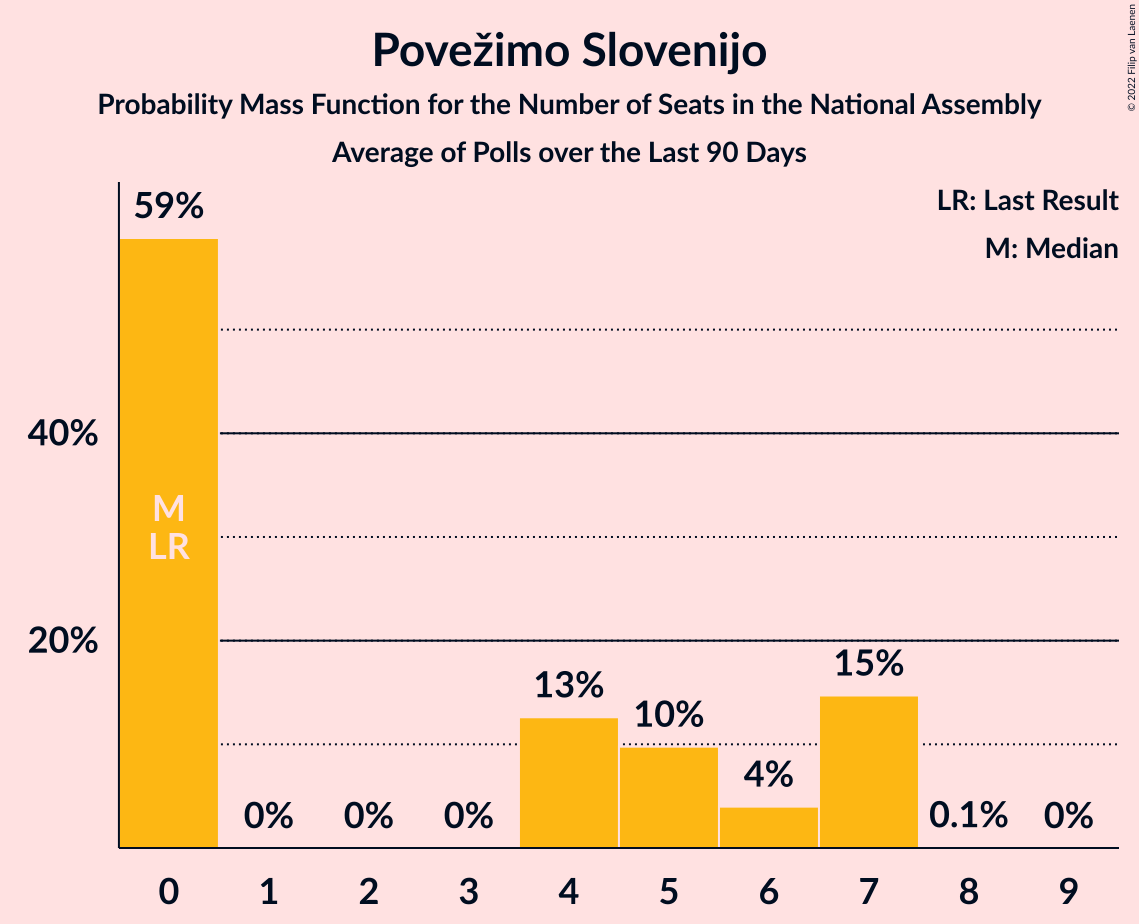 Povežimo Slovenijo
Probability Mass Function for the Number of Seats in the National Assembly
Average of Polls over the Last 90 Days
© 2022 Filip van Laenen
LR: Last Result
M: Median
59%
40%
20%
M
LR
0%
0%
0%
13%
10%
4%
15%
0.1%
0%
0 1 2 3 4 5 6 7 8 9